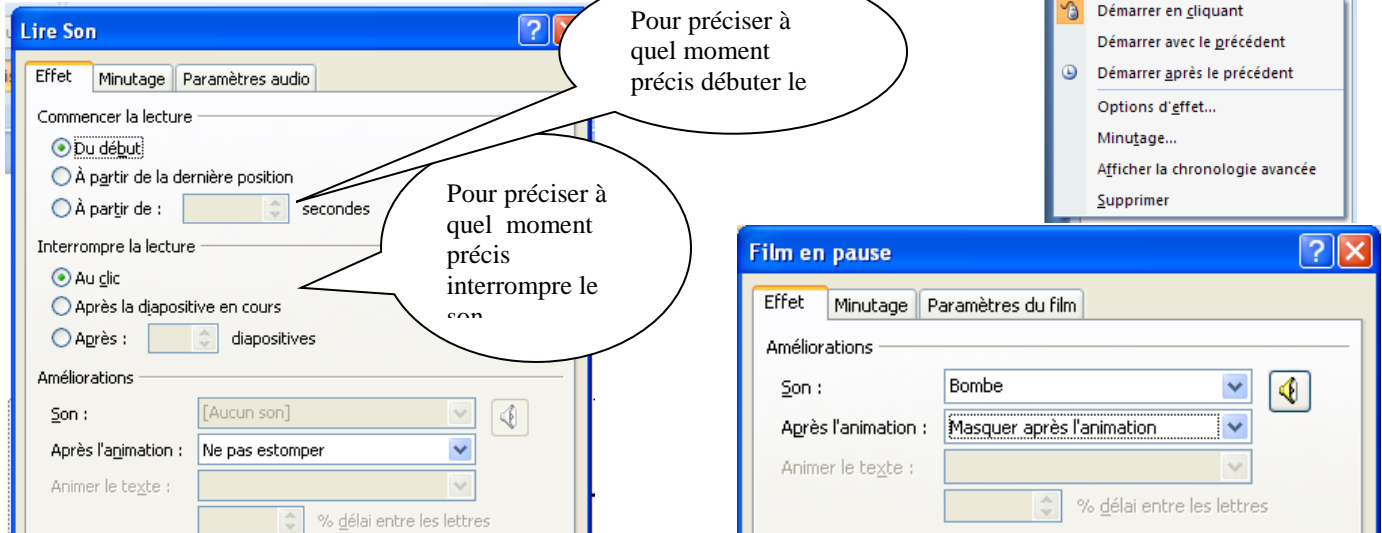 Lire Son
Effet Minutage Paramètres audio
Commencer la lecture
Du début
À partir de la dernière position
À partir de : secondes
Interrompre la lecture
Au clic
Après la diapositive en cours
Après : diapositives
Améliorations
Son : [Aucun son]
Après l'animation : Ne pas estomper
Animer le texte :
% délai entre les lettres
Pour préciser à
quel moment
précis débuter le
Pour préciser à
quel moment
précis
interrompre le
son
Démarrer en cliquant
Démarrer avec le précédent
Démarrer après le précédent
Options d'effet...
Minutage...
Afficher la chronologie avancée
Supprimer
Film en pause
Effet Minutage Paramètres du film
Améliorations
Son : Bombe
Après l'animation : Masquer après l'animation
Animer le texte :
% délai entre les lettres